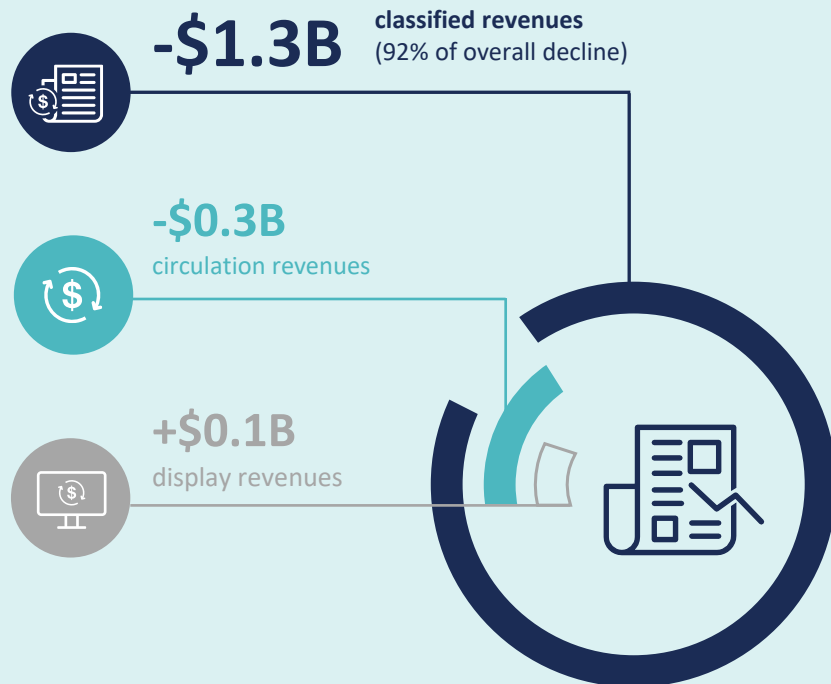 -$1.3B
classified revenues
(92% of overall decline)
$
-$0.3B
circulation revenues
$
+$0.1B
display revenues
$